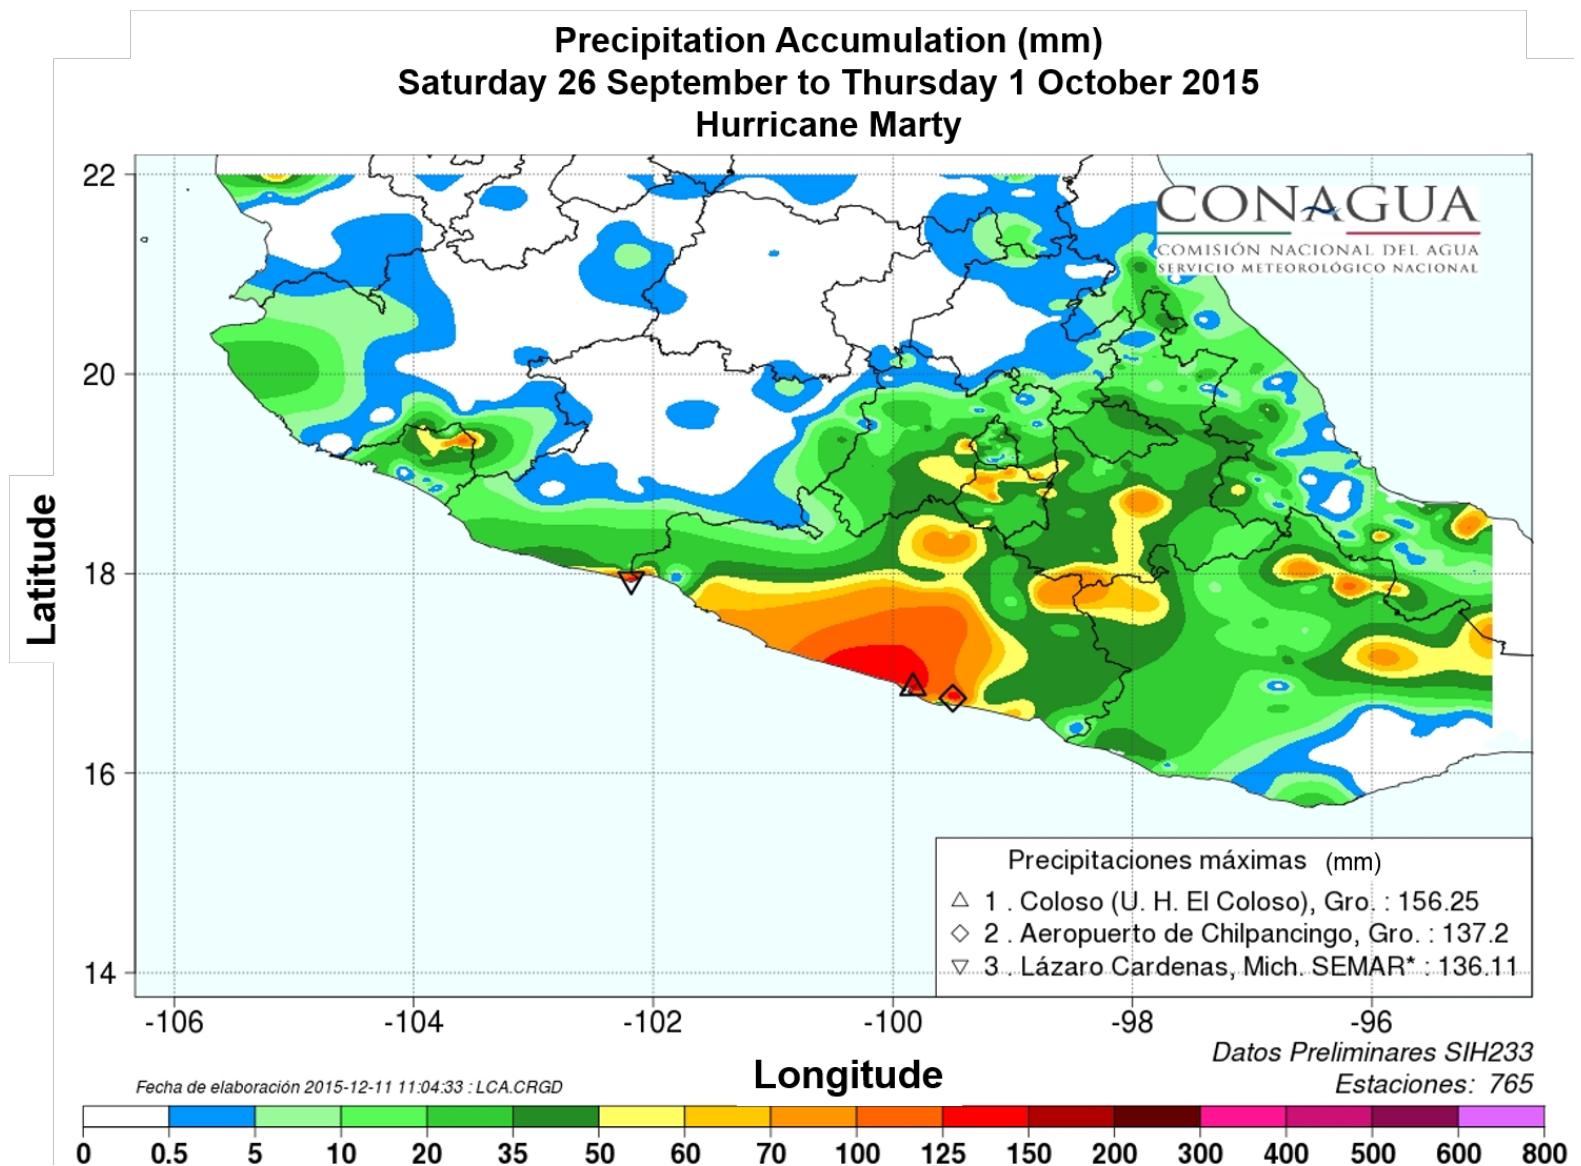 Precipitation Accumulation (mm)
Saturday 26 September to Thursday 1 October 2015
Hurricane Marty
22
20
18
16
14
Latitude
CONAGUA
COMISIÓN NACIONAL DEL AGUA
SERVICIO METEOROLÓGICO NACIONAL
Precipitaciones máximas (mm)
△ 1 . Coloso (U. H. El Coloso), Gro. : 156.25
◇ 2 . Aeropuerto de Chilpancingo, Gro. : 137.2
▽ 3 . Lázaro Cardenas, Mich. SEMAR* : 136.11
-106 -104 -102 -100 -98 -96
Longitude
Datos Preliminares SIH233
Estaciones: 765
Fecha de elaboración 2015-12-11 11:04:33 : LCA.CRGD
0 0.5 5 10 20 35 50 60 70 100 125 150 200 300 400 500 600 800